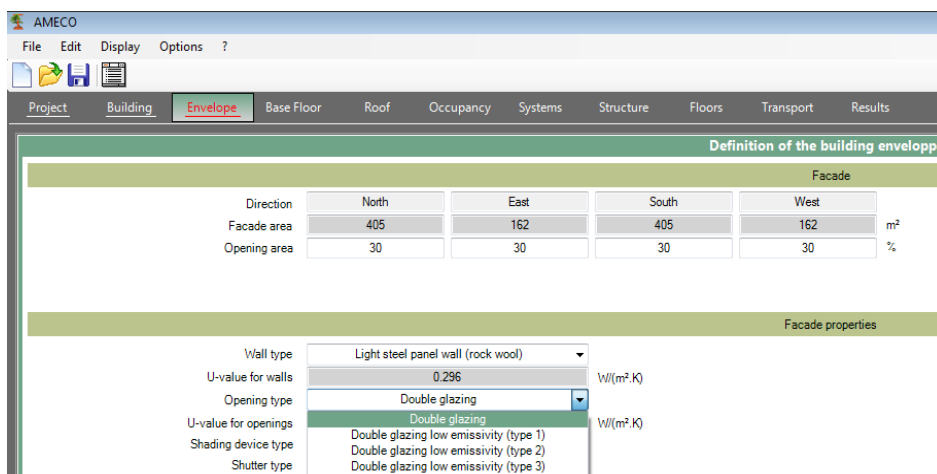 AMECO
File Edit Display Options ?
Project Building Envelope Base Floor Roof Occupancy Systems Structure Floors Transport Results
Definition of the building envelopp
Facade
Direction North East South West
Facade area 405 162 405 162 m²
Opening area 30 30 30 30 %
Facade properties
Wall type Light steel panel wall (rock wool)
U-value for walls 0.296 W/(m².K)
Opening type Double glazing
U-value for openings Double glazing W/(m².K)
Double glazing low emissivity (type 1)
Shading device type Double glazing low emissivity (type 2)
Shutter type Double glazing low emissivity (type 3)